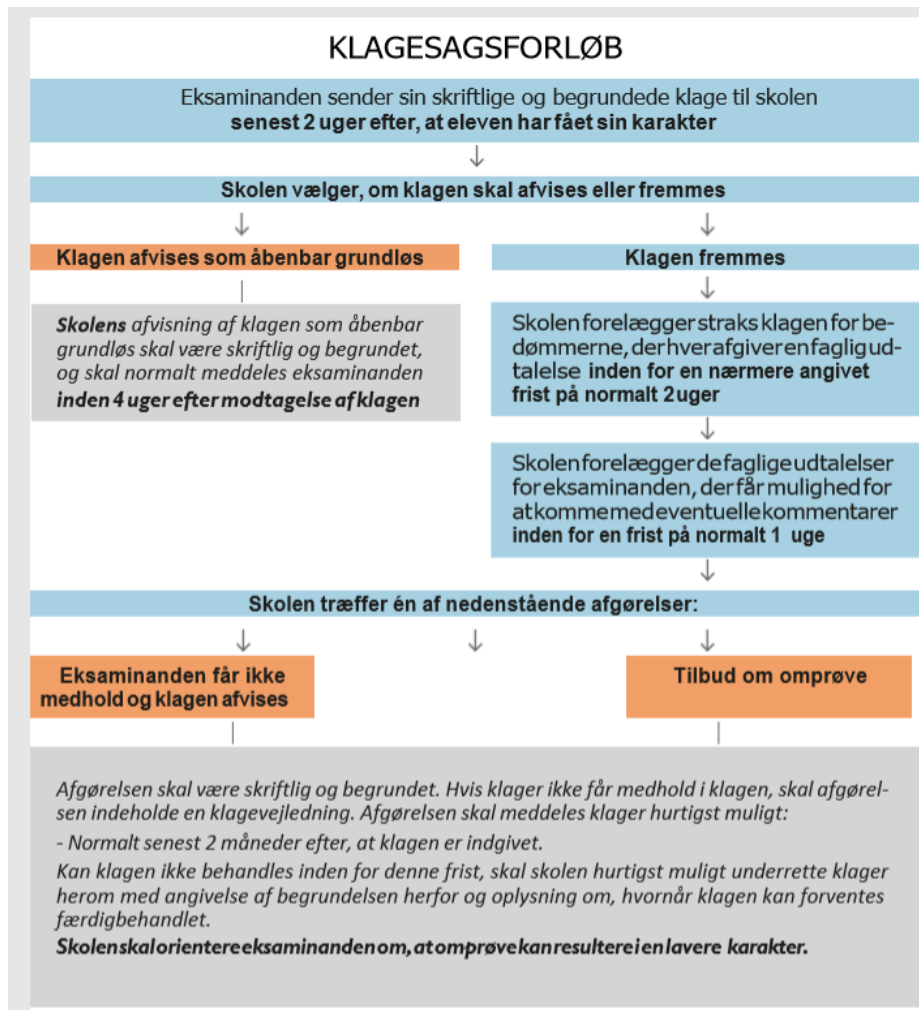 KLAGESAGSFORLØB
Eksaminanden sender sin skriftlige og begrundede klage til skolen
senest 2 uger efter, at eleven har fået sin karakter
Skolen vælger, om klagen skal afvises eller fremmes
Klagen afvises som åbenbar grundløs
Klagen fremmes
Skolens afvisning af klagen som åbenbar
grundløs skal være skriftlig og begrundet,
og skal normalt meddeles eksaminanden
inden 4 uger efter modtagelse af klagen
Skolen forelægger straks klagen for be-
dømmerne, der hver afgiver en faglig ud-
talelse inden for en nærmere angivet
frist på normalt 2 uger
Skolen forelægger de faglige udtalelser
for eksaminanden, der får mulighed for
at komme med eventuelle kommentarer
inden for en frist på normalt 1 uge
Skolen træffer én af nedenstående afgørelser:
Eksaminanden får ikke
medhold og klagen afvises
Tilbud om omprøve
Afgørelsen skal være skriftlig og begrundet. Hvis klager ikke får medhold i klagen, skal afgørel-
sen indeholde en klagevejledning. Afgørelsen skal meddeles klager hurtigst muligt:
- Normalt senest 2 måneder efter, at klagen er indgivet.
Kan klagen ikke behandles inden for denne frist, skal skolen hurtigst muligt underrette klager
herom med angivelse af begrundelsen herfor og oplysning om, hvornår klagen kan forventes
færdigbehandlet.
Skolen skal orientere eksaminanden om, at omprøve kan resultere i en lavere karakter.